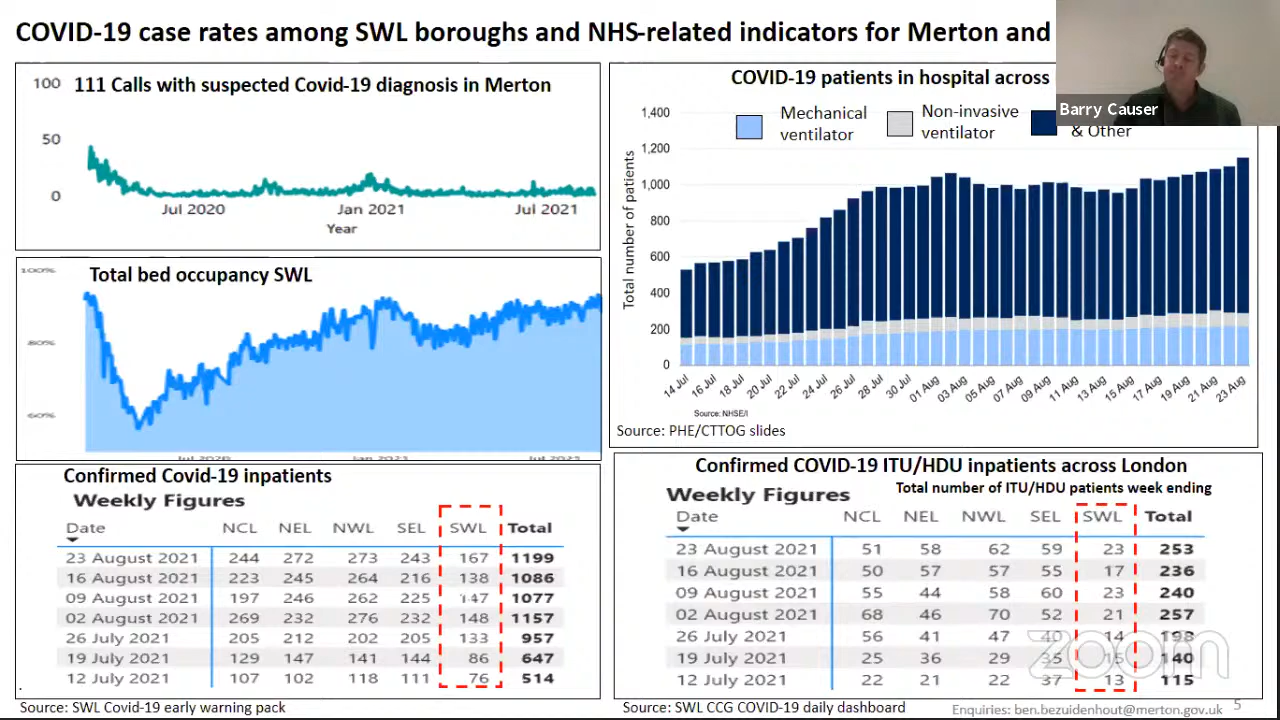 COVID-19 case rates among SWL boroughs and NHS-related indicators for Merton and
Barry Causer
111 Calls with suspected Covid-19 diagnosis in Merton
100
50
0
Jul 2020 Jan 2021 Jul 2021
Year
COVID-19 patients in hospital across
Mechanical ventilator
Non-invasive ventilator
& Other
Total number of patients
1,400
1,200
1,000
800
600
400
200
0
14 Jul 16 Jul 18 Jul 20 Jul 22 Jul 24 Jul 26 Jul 28 Jul 30 Jul 01 Aug 03 Aug 05 Aug 07 Aug 09 Aug 11 Aug 13 Aug 15 Aug 17 Aug 19 Aug 21 Aug 23 Aug
Source: NHSE/I
Source: PHE/CTTOG slides
Total bed occupancy SWL
100%
80%
60%
Jul 2020 Jan 2021 Jul 2021
Confirmed Covid-19 inpatients
Weekly Figures
Date NCL NEL NWL SEL SWL Total
23 August 2021 244 272 273 243 167 1199
16 August 2021 223 245 264 216 138 1086
09 August 2021 197 246 262 225 147 1077
02 August 2021 269 232 276 232 148 1157
26 July 2021 205 212 202 205 133 957
19 July 2021 129 147 141 144 86 647
12 July 2021 107 102 118 111 76 514
Source: SWL Covid-19 early warning pack
Confirmed COVID-19 ITU/HDU inpatients across London
Weekly Figures
Total number of ITU/HDU patients week ending
Date NCL NEL NWL SEL SWL Total
23 August 2021 51 58 62 59 23 253
16 August 2021 50 57 57 55 17 236
09 August 2021 55 44 58 60 23 240
02 August 2021 68 46 70 52 21 257
26 July 2021 56 41 47 40 14 198
19 July 2021 25 36 29 35 15 140
12 July 2021 22 21 22 37 13 115
zoom
Source: SWL CCG COVID-19 daily dashboard
Enquiries: ben.bezuidenhout@merton.gov.uk 5